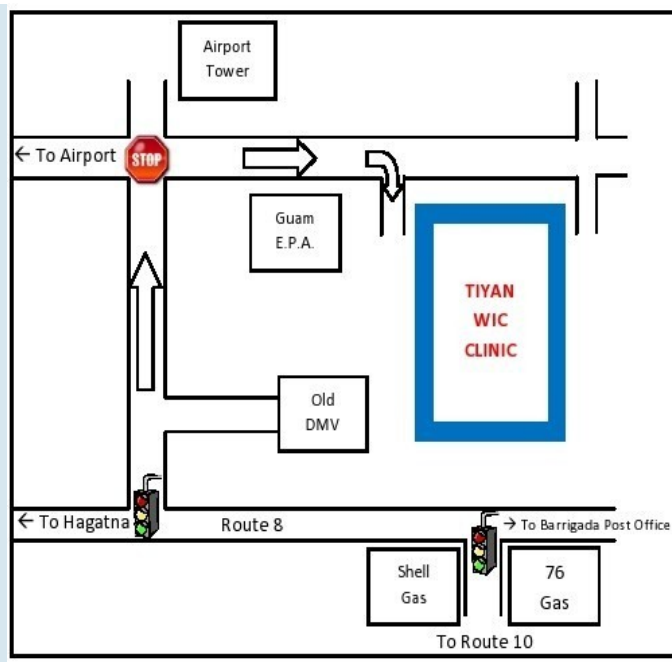 Airport
Tower
← To Airport
STOP
Guam
E.P.A.
TIYAN
WIC
CLINIC
Old
DMV
← To Hagatna
Route 8
→ To Barrigada Post Office
Shell
Gas
76
Gas
To Route 10